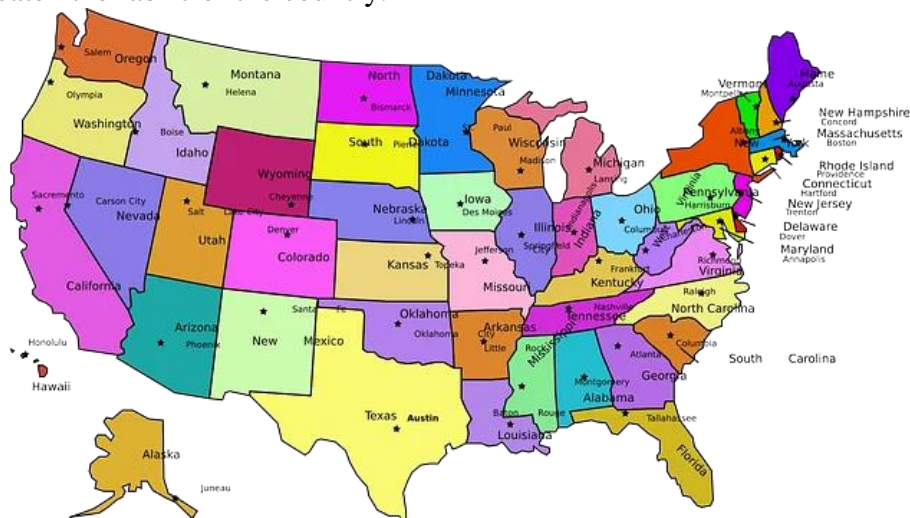 Salem Oregon
Olympia
Washington
Boise
Idaho
Montana
Helena
North Dakota
Bismarck
Minnesota
South Dakota
Pierre
Paul
Wisconsin
Madison
Michigan
Lansing
Wyoming
Cheyenne
Sacremento
Carson City
Nevada
Salt Lake City
Utah
Denver
Colorado
Nebraska
Lincoln
Iowa
Des Moines
Illinois
Springfield
Indianapolis
Indiana
Ohio
Columbus
Kansas
Topeka
Jefferson City
Missouri
Frankfort
Kentucky
West Virginia
Charleston
Richmond
Virginia
Pennsylvania
Harrisburg
Albany
New York
Vermont
Montpelier
Maine
Augusta
New Hampshire
Concord
Massachusetts
Boston
Rhode Island
Providence
Connecticut
Hartford
New Jersey
Trenton
Delaware
Dover
Maryland
Annapolis
California
Arizona
Phoenix
Santa Fe
New Mexico
Oklahoma
Oklahoma City
Arkansas
Little Rock
Mississippi
Nashville
Tennessee
Raleigh
North Carolina
Columbia
South Carolina
Atlanta
Georgia
Montgomery
Alabama
Texas Austin
Baton Rouge
Louisiana
Tallahassee
Florida
Honolulu
Hawaii
Alaska
Juneau